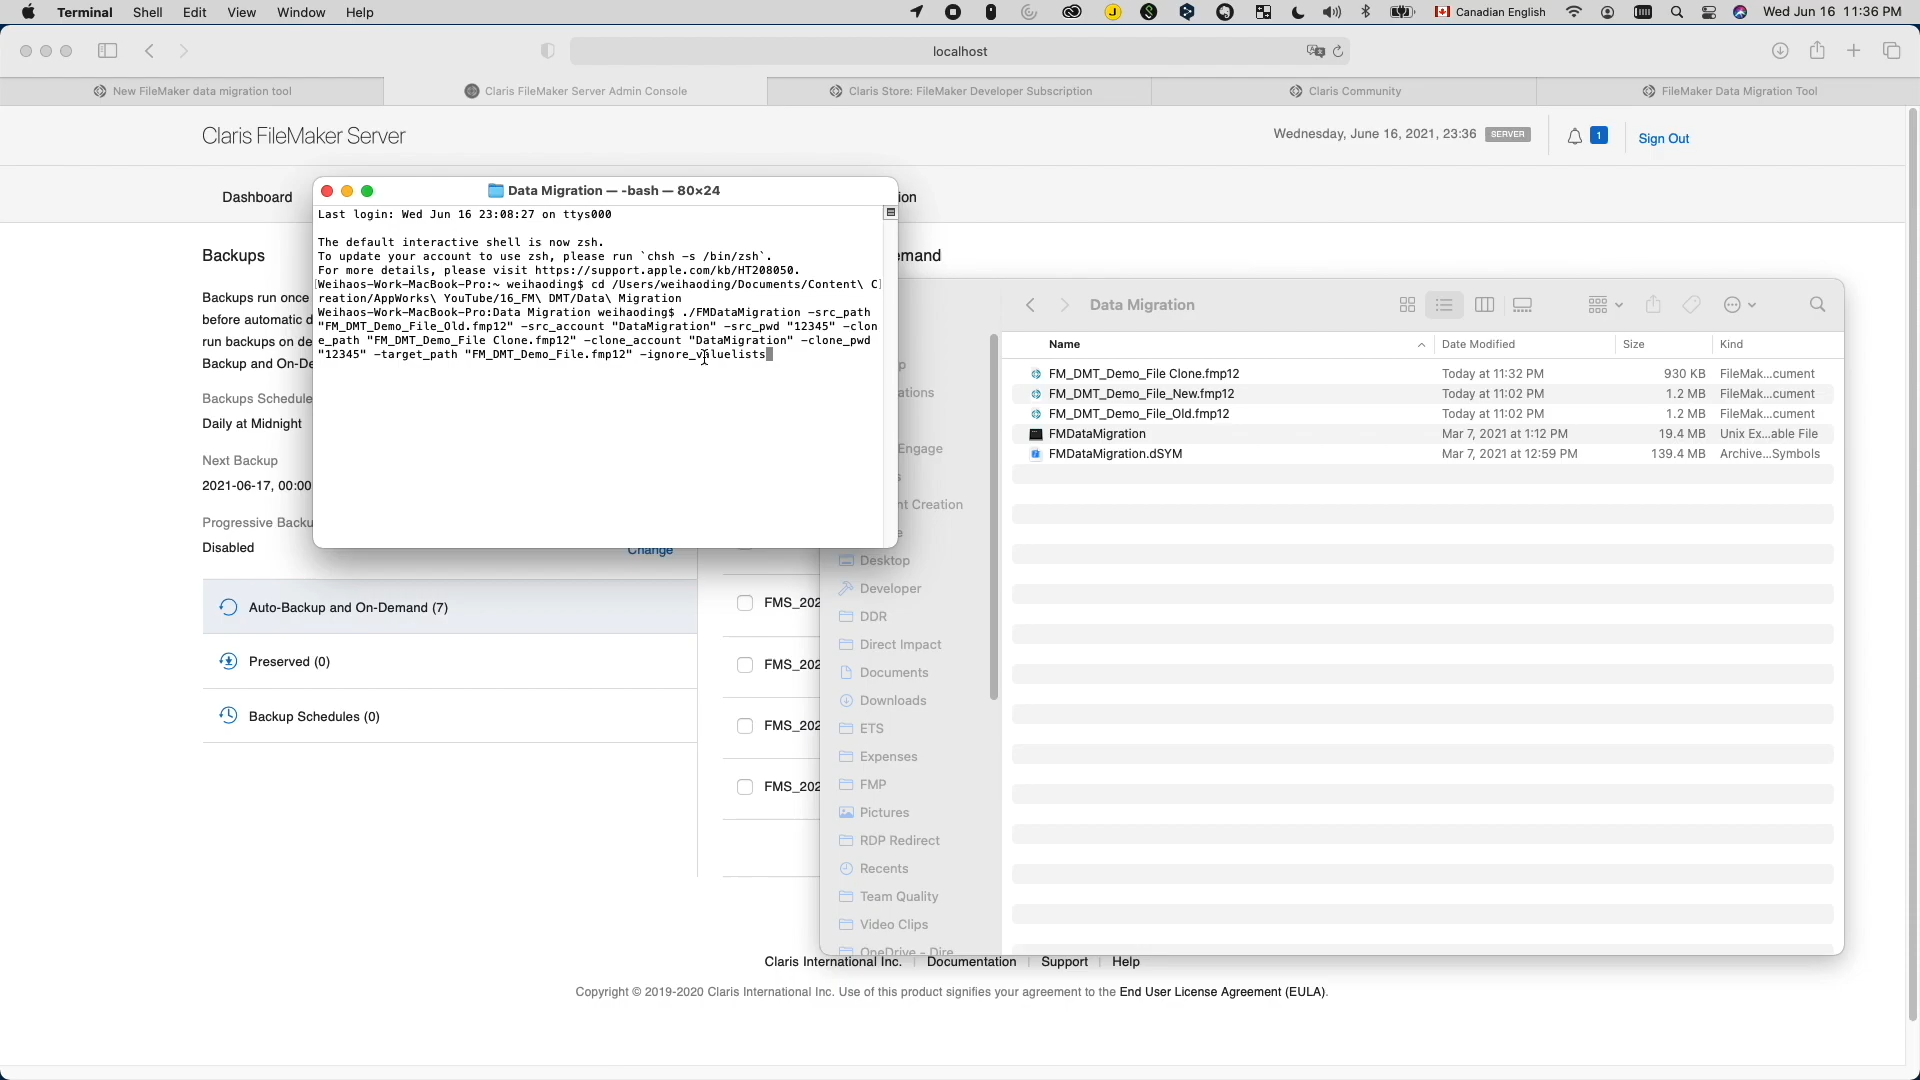 Terminal Shell Edit View Window Help
Canadian English Wed Jun 16 11:36 PM
localhost
New FileMaker data migration tool
Claris FileMaker Server Admin Console
Claris Store: FileMaker Developer Subscription
Claris Community
FileMaker Data Migration Tool
Claris FileMaker Server
Wednesday, June 16, 2021, 23:36 SERVER
1
Sign Out
Dashboard
ion
Data Migration — -bash — 80×24
Last login: Wed Jun 16 23:08:27 on ttys000
The default interactive shell is now zsh.
To update your account to use zsh, please run `chsh -s /bin/zsh`.
For more details, please visit https://support.apple.com/kb/HT208050.
[Weihaos-Work-MacBook-Pro:~ weihaoding$ cd /Users/weihaoding/Documents/Content\ C]
reation/AppWorks\ YouTube/16_FM\ DMT/Data\ Migration
Weihaos-Work-MacBook-Pro:Data Migration weihaoding$ ./FMDataMigration -src_path
"FM_DMT_Demo_File_Old.fmp12" -src_account "DataMigration" -src_pwd "12345" -clon
e_path "FM_DMT_Demo_File Clone.fmp12" -clone_account "DataMigration" -clone_pwd
"12345" -target_path "FM_DMT_Demo_File.fmp12" -ignore_valuelists
Backups
Backups run once
before automatic d
run backups on de
Backup and On-De
Backups Schedule
Daily at Midnight
Next Backup
2021-06-17, 00:00
Progressive Backu
Disabled
Change
Auto-Backup and On-Demand (7)
Preserved (0)
Backup Schedules (0)
emand
FMS_202
FMS_202
FMS_202
FMS_202
Data Migration
Name Date Modified Size Kind
FM_DMT_Demo_File Clone.fmp12 Today at 11:32 PM 930 KB FileMak...cument
FM_DMT_Demo_File_New.fmp12 Today at 11:02 PM 1.2 MB FileMak...cument
FM_DMT_Demo_File_Old.fmp12 Today at 11:02 PM 1.2 MB FileMak...cument
FMDataMigration Mar 7, 2021 at 1:12 PM 19.4 MB Unix Ex...able File
FMDataMigration.dSYM Mar 7, 2021 at 12:59 PM 139.4 MB Archive...Symbols
p
ations
Engage
s
nt Creation
e
Desktop
Developer
DDR
Direct Impact
Documents
Downloads
ETS
Expenses
FMP
Pictures
RDP Redirect
Recents
Team Quality
Video Clips
OneDrive - Dire
Claris International Inc. Documentation Support Help
Copyright © 2019-2020 Claris International Inc. Use of this product signifies your agreement to the End User License Agreement (EULA).